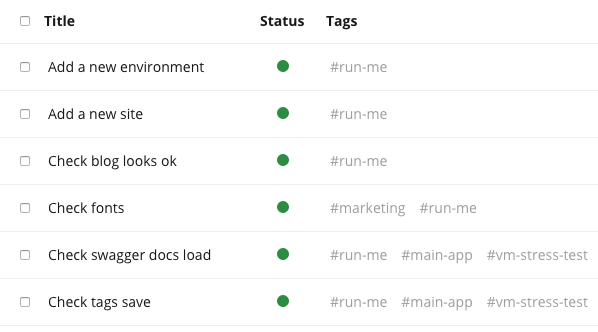 Title Status Tags
Add a new environment #run-me
Add a new site #run-me
Check blog looks ok #run-me
Check fonts #marketing #run-me
Check swagger docs load #run-me #main-app #vm-stress-test
Check tags save #run-me #main-app #vm-stress-test